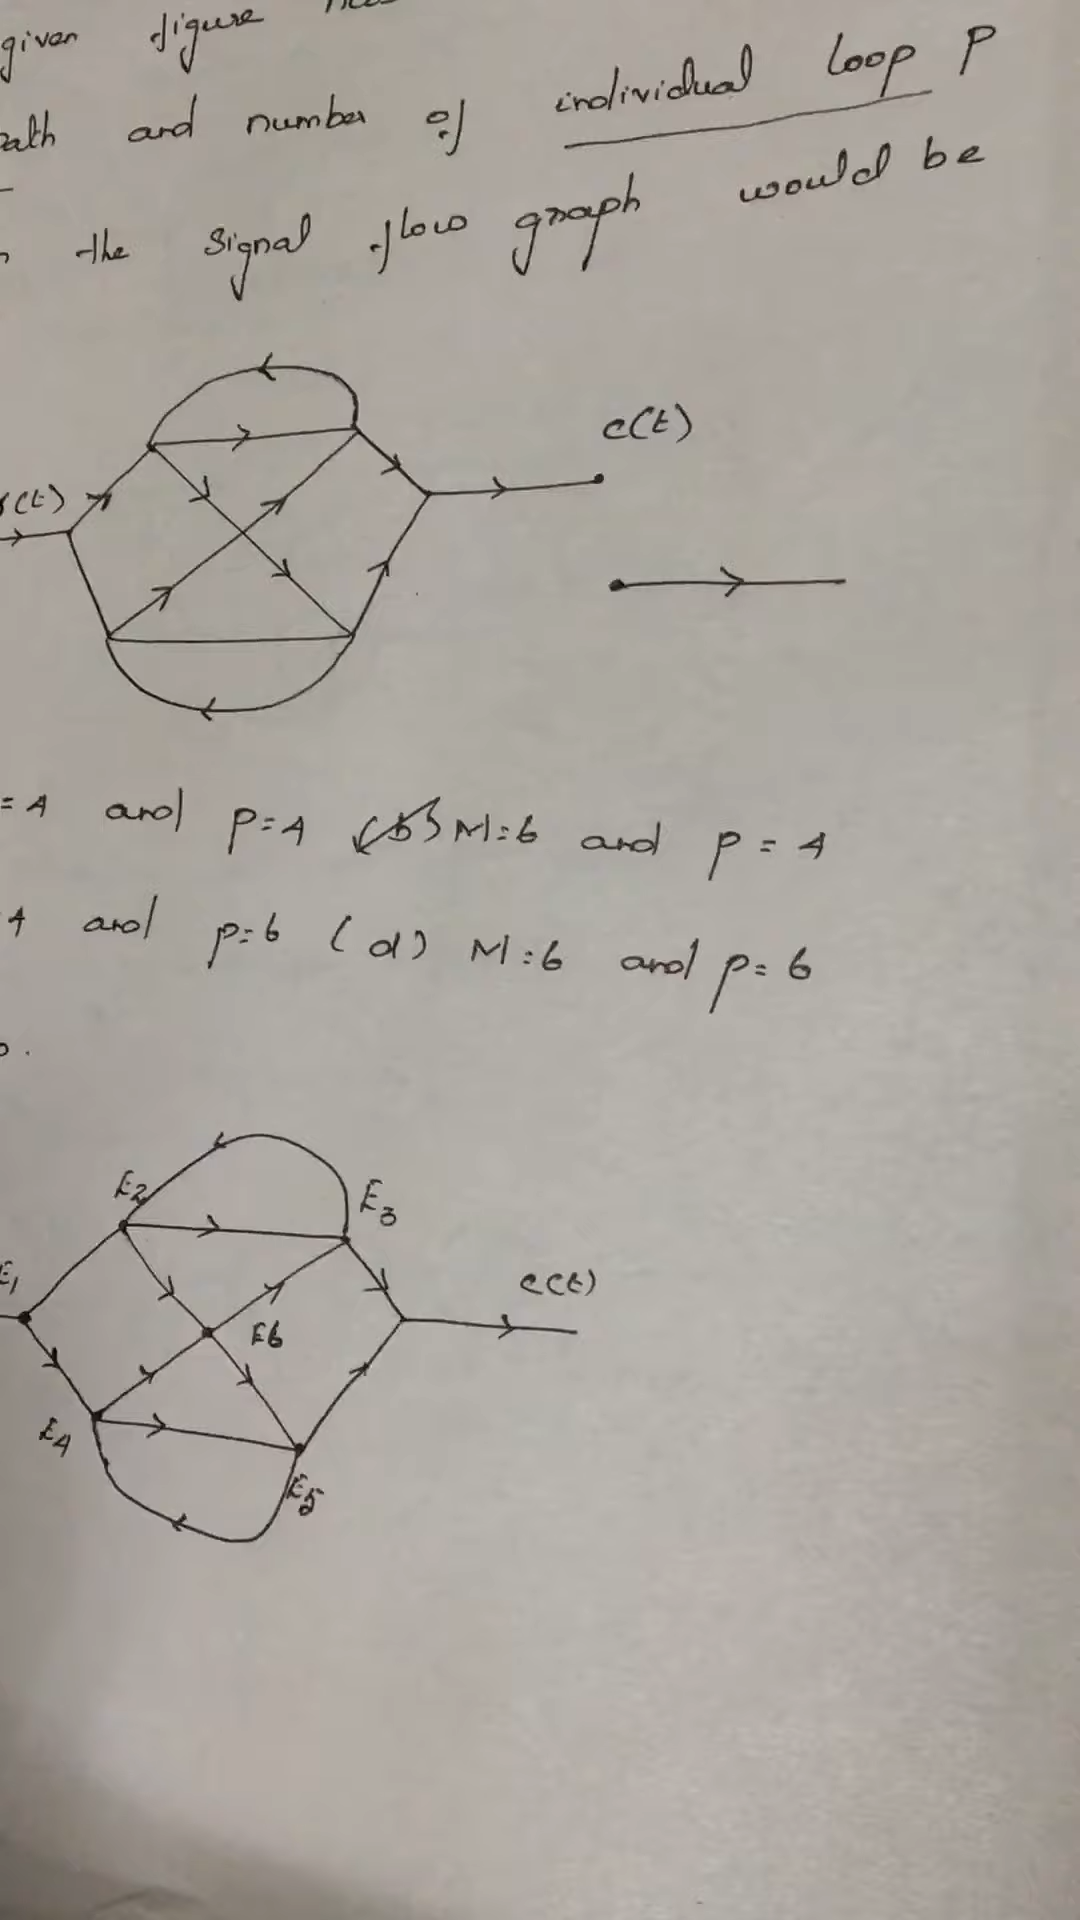 given figure
and number of individual loop P
the signal flow graph would be
r(t)
c(t)
= 4 and P=4 (b) M=6 and P = 4
4 and P=6 (d) M=6 and P= 6
E2
E3
E1
c(t)
E6
E4
E5